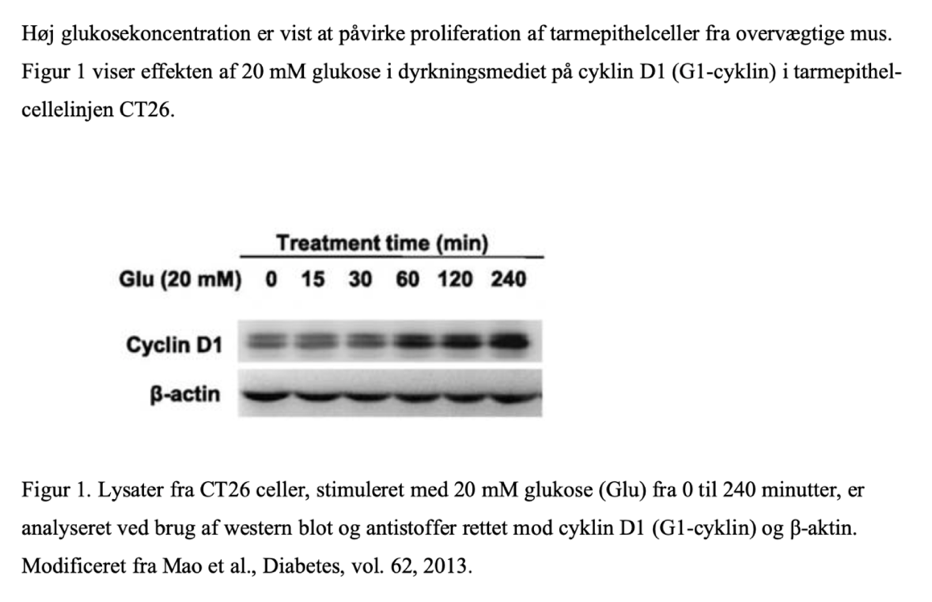 Høj glukosekoncentration er vist at påvirke proliferation af tarmepithelceller fra overvægtige mus.
Figur 1 viser effekten af 20 mM glukose i dyrkningsmediet på cyklin D1 (G1-cyklin) i tarmepithel-
cellelinjen CT26.
Treatment time (min)
Glu (20 mM) 0 15 30 60 120 240
Cyclin D1
β-actin
Figur 1. Lysater fra CT26 celler, stimuleret med 20 mM glukose (Glu) fra 0 til 240 minutter, er
analyseret ved brug af western blot og antistoffer rettet mod cyklin D1 (G1-cyklin) og β-aktin.
Modificeret fra Mao et al., Diabetes, vol. 62, 2013.